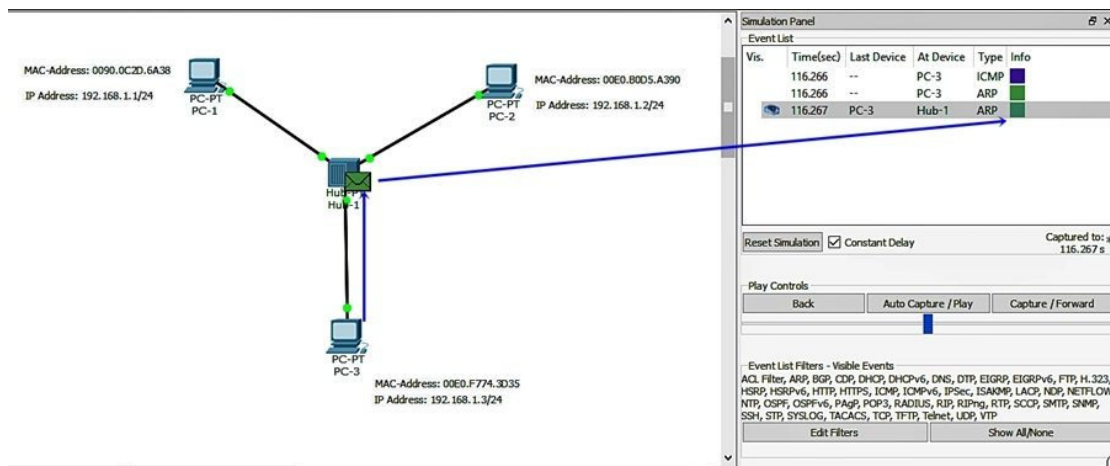 MAC-Address: 0090.0C2D.6A38
IP Address: 192.168.1.1/24
PC-PT
PC-1
PC-PT
PC-2
MAC-Address: 00E0.B0D5.A390
IP Address: 192.168.1.2/24
Hub-1
PC-PT
PC-3
MAC-Address: 00E0.F774.3D35
IP Address: 192.168.1.3/24
Simulation Panel
Event List
Vis. Time(sec) Last Device At Device Type Info
116.266 -- PC-3 ICMP
116.266 -- PC-3 ARP
116.267 PC-3 Hub-1 ARP
Reset Simulation Constant Delay Captured to:
116.267 s
Play Controls
Back Auto Capture / Play Capture / Forward
Event List Filters - Visible Events
ACL Filter, ARP, BGP, CDP, DHCP, DHCPv6, DNS, DTP, EIGRP, EIGRPv6, FTP, H.323,
HSRP, HSRPv6, HTTP, HTTPS, ICMP, ICMPv6, IPSec, ISAKMP, LACP, NDP, NETFLOW,
NTP, OSPF, OSPFv6, PAgP, POP3, RADIUS, RIP, RIPng, RTP, SCCP, SMTP, SNMP,
SSH, STP, SYSLOG, TACACS, TCP, TFTP, Telnet, UDP, VTP
Edit Filters Show All/None